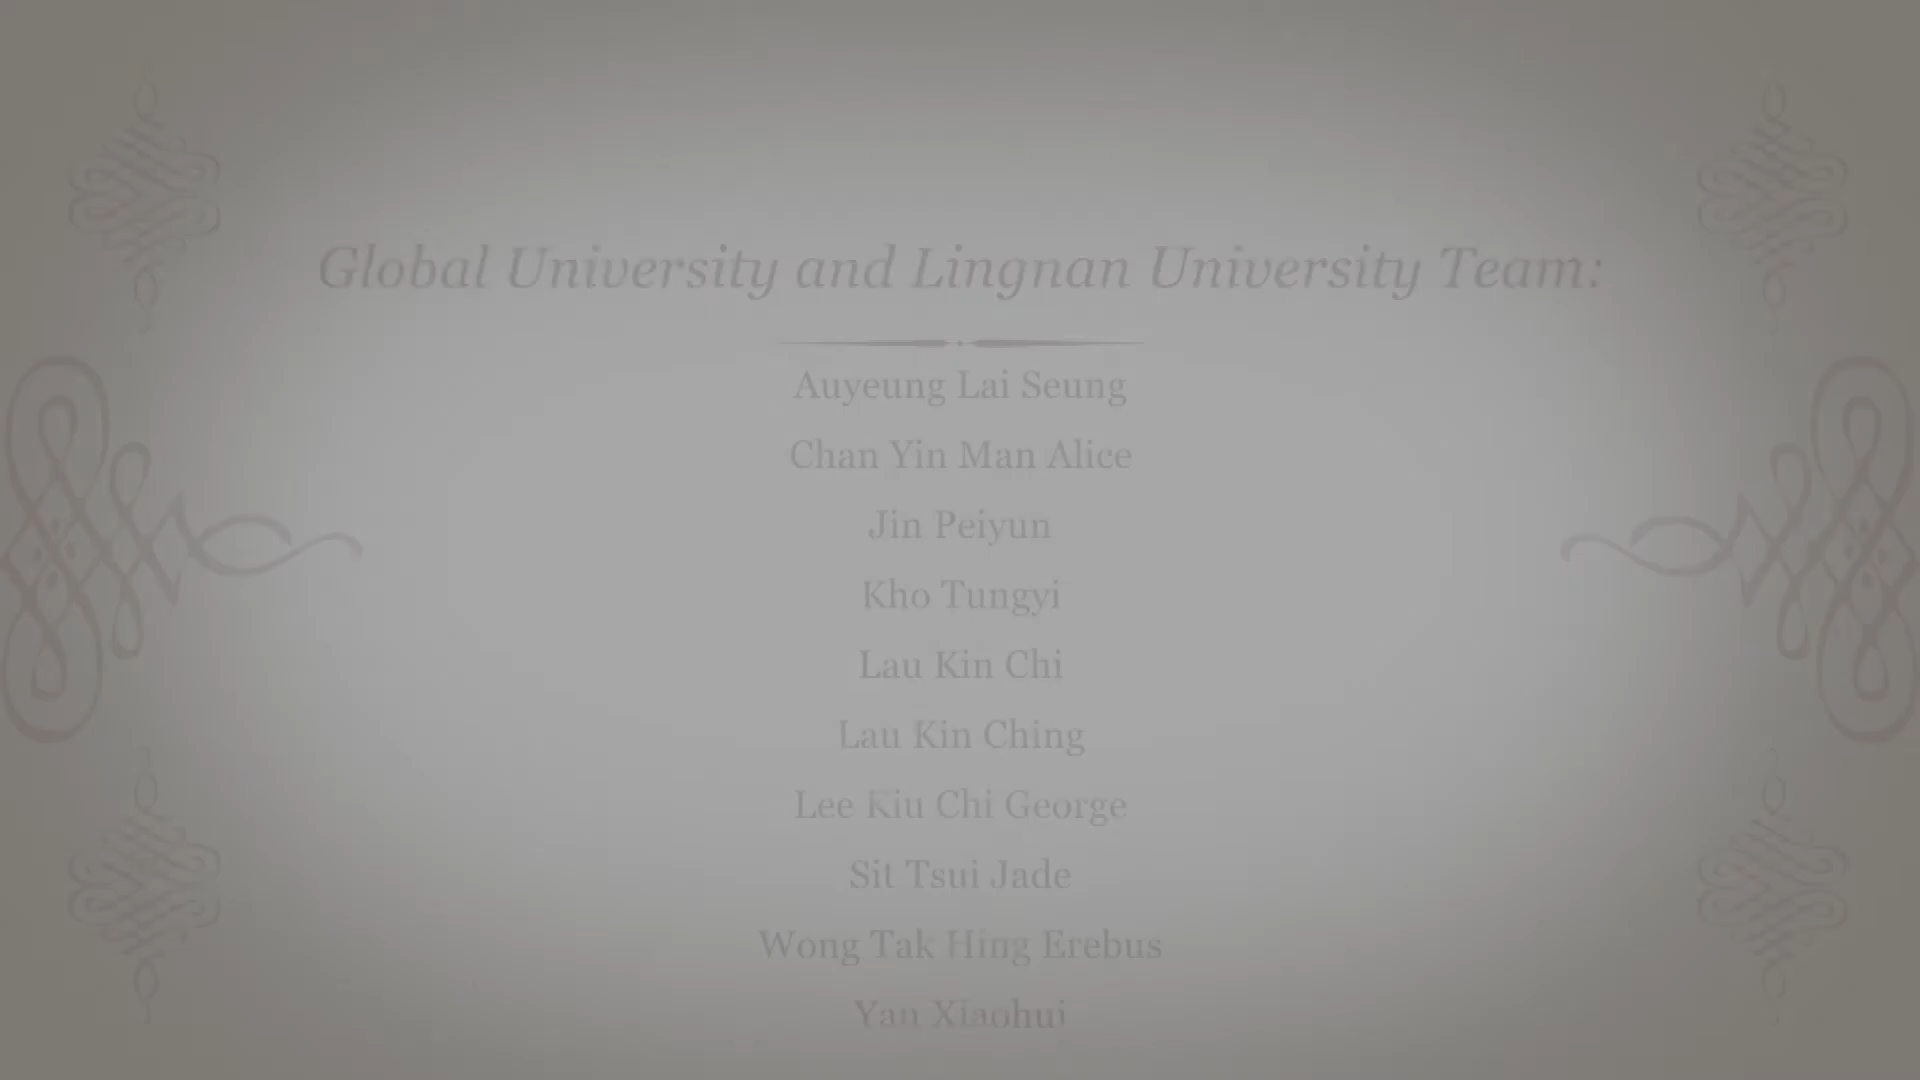 Global University and Lingnan University Team:
Auyeung Lai Seung
Chan Yin Man Alice
Jin Peiyun
Kho Tungyi
Lau Kin Chi
Lau Kin Ching
Lee Kiu Chi George
Sit Tsui Jade
Wong Tak Hing Erebus
Yan Xiaohui